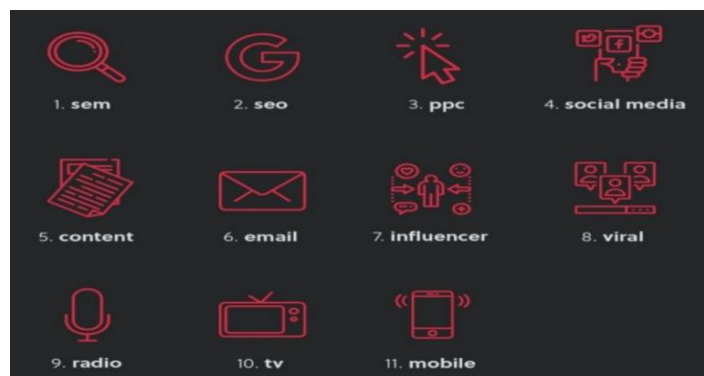 1. sem
2. seo
3. ppc
4. social media
5. content
6. email
7. influencer
8. viral
9. radio
10. tv
11. mobile